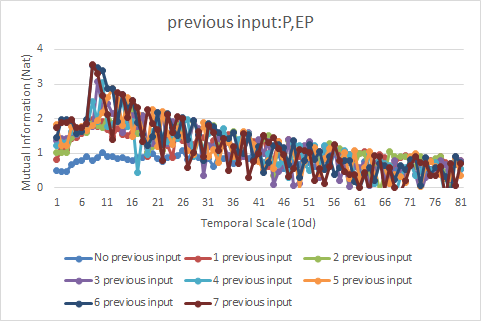 previous input:P,EP
Mutual Information (Nat)
4
3
2
1
0
1 6 11 16 21 26 31 36 41 46 51 56 61 66 71 76 81
Temporal Scale (10d)
No previous input 1 previous input 2 previous input
3 previous input 4 previous input 5 previous input
6 previous input 7 previous input